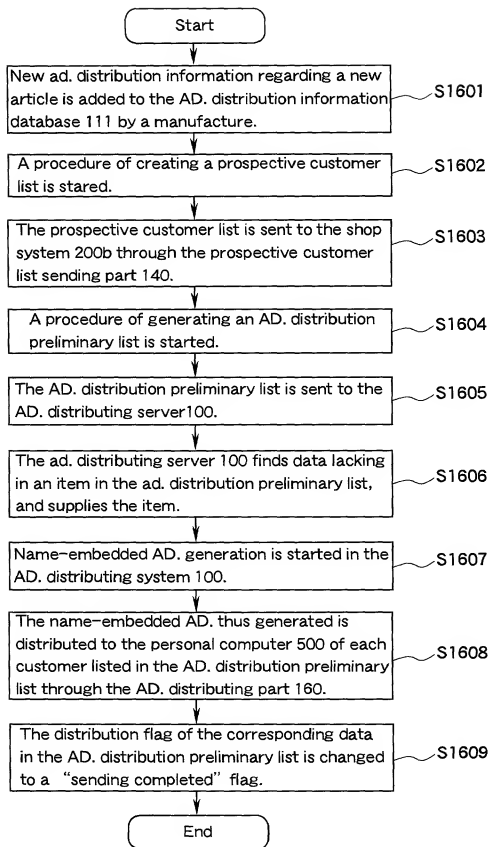 Start
New ad. distribution information regarding a new
article is added to the AD. distribution information
database 111 by a manufacture.
S1601
A procedure of creating a prospective customer
list is stared.
S1602
The prospective customer list is sent to the shop
system 200b through the prospective customer
list sending part 140.
S1603
A procedure of generating an AD. distribution
preliminary list is started.
S1604
The AD. distribution preliminary list is sent to the
AD. distributing server100.
S1605
The ad. distributing server 100 finds data lacking
in an item in the ad. distribution preliminary list,
and supplies the item.
S1606
Name-embedded AD. generation is started in the
AD. distributing system 100.
S1607
The name-embedded AD. thus generated is
distributed to the personal computer 500 of each
customer listed in the AD. distribution preliminary
list through the AD. distributing part 160.
S1608
The distribution flag of the corresponding data
in the AD. distribution preliminary list is changed
to a “sending completed” flag.
S1609
End